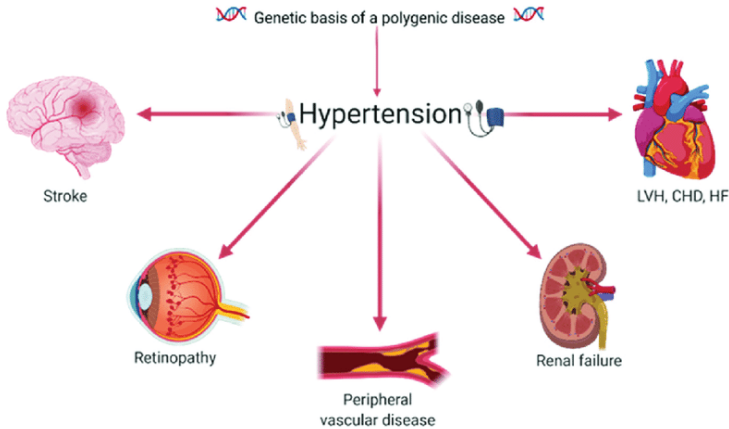 Genetic basis of a polygenic disease
Hypertension
Stroke
LVH, CHD, HF
Retinopathy
Renal failure
Peripheral
vascular disease